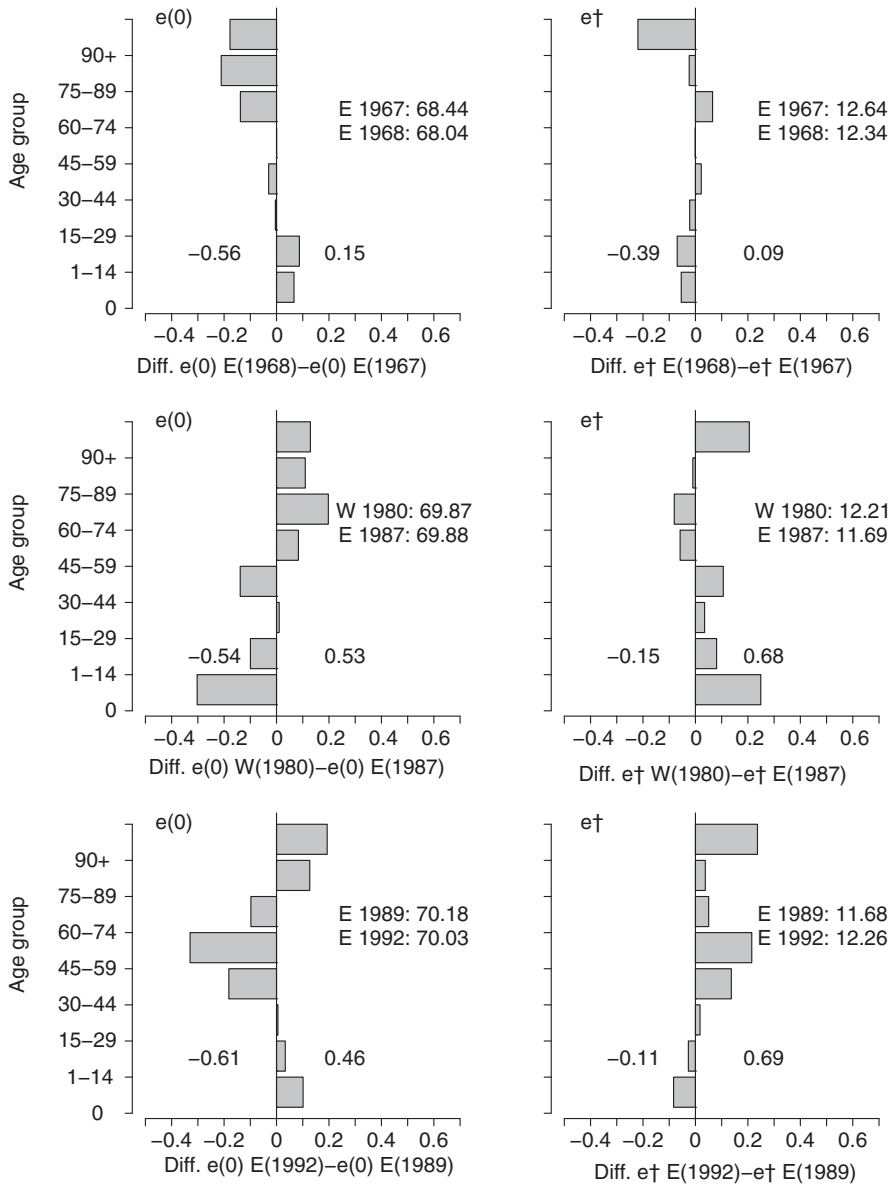 e(0)
Age group
90+
75–89
60–74
45–59
30–44
15–29
1–14
0
E 1967: 68.44
E 1968: 68.04
−0.56 0.15
−0.4 −0.2 0 0.2 0.4 0.6
Diff. e(0) E(1968)−e(0) E(1967)
e†
E 1967: 12.64
E 1968: 12.34
−0.39 0.09
−0.4 −0.2 0 0.2 0.4 0.6
Diff. e† E(1968)−e† E(1967)
e(0)
Age group
90+
75–89
60–74
45–59
30–44
15–29
1–14
0
W 1980: 69.87
E 1987: 69.88
−0.54 0.53
−0.4 −0.2 0 0.2 0.4 0.6
Diff. e(0) W(1980)−e(0) E(1987)
e†
W 1980: 12.21
E 1987: 11.69
−0.15 0.68
−0.4 −0.2 0 0.2 0.4 0.6
Diff. e† W(1980)−e† E(1987)
e(0)
Age group
90+
75–89
60–74
45–59
30–44
15–29
1–14
0
E 1989: 70.18
E 1992: 70.03
−0.61 0.46
−0.4 −0.2 0 0.2 0.4 0.6
Diff. e(0) E(1992)−e(0) E(1989)
e†
E 1989: 11.68
E 1992: 12.26
−0.11 0.69
−0.4 −0.2 0 0.2 0.4 0.6
Diff. e† E(1992)−e† E(1989)